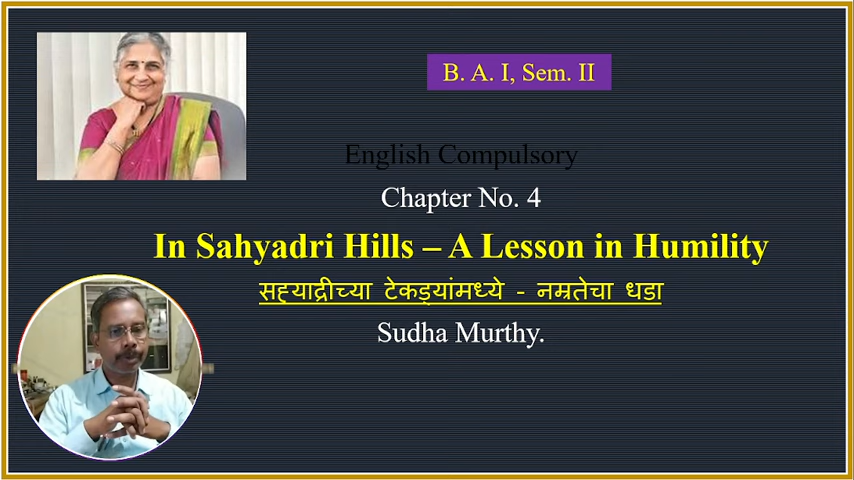 B. A. I, Sem. II
English Compulsory
Chapter No. 4
In Sahyadri Hills – A Lesson in Humility
सह्याद्रीच्या टेकड्यांमध्ये - नम्रतेचा धडा
Sudha Murthy.